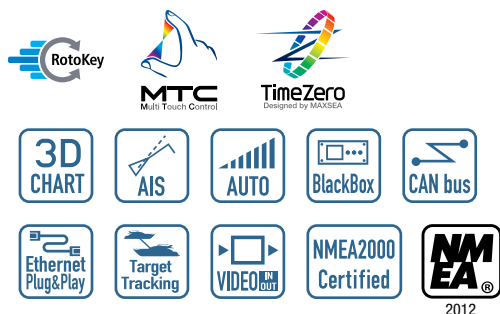 RotoKey
MTC
Multi Touch Control
TimeZero
Designed by MAXSEA
3D
CHART
AIS
AUTO
BlackBox
CAN bus
Ethernet
Plug&Play
Target
Tracking
VIDEO IN
OUT
NMEA2000
Certified
NM
EA®
2012